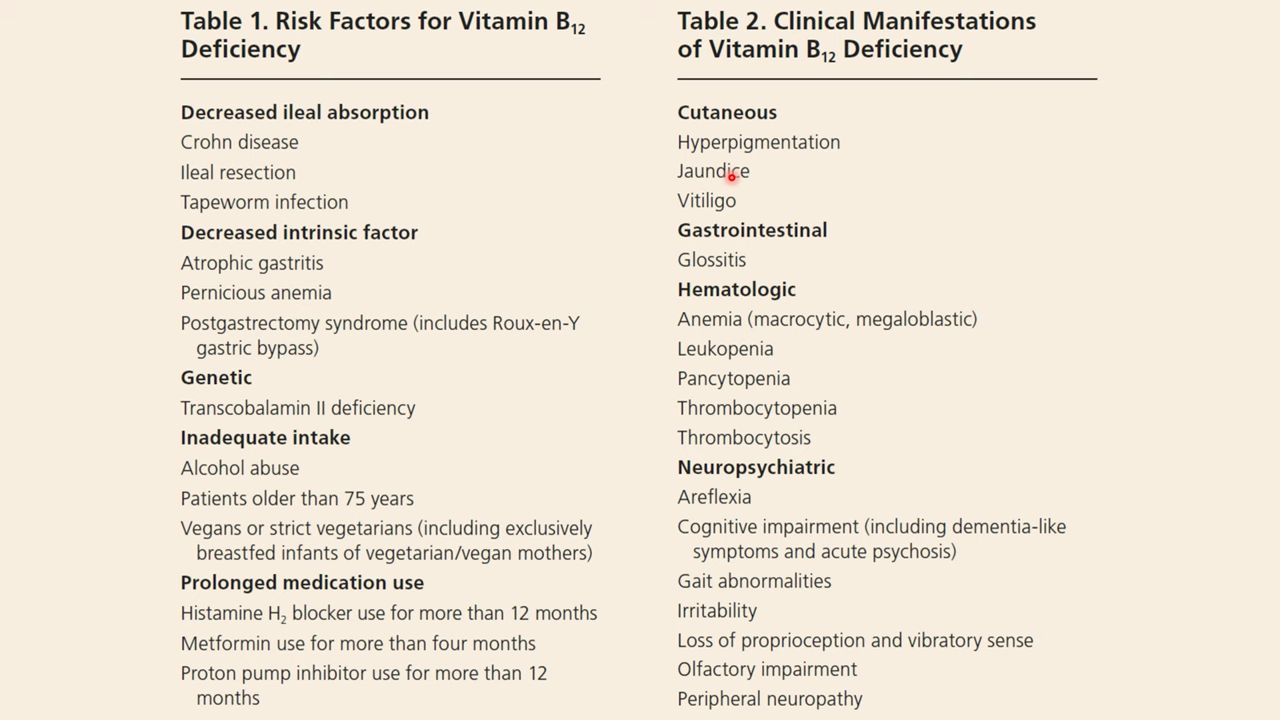 Table 1. Risk Factors for Vitamin B12
Deficiency
Decreased ileal absorption
Crohn disease
Ileal resection
Tapeworm infection
Decreased intrinsic factor
Atrophic gastritis
Pernicious anemia
Postgastrectomy syndrome (includes Roux-en-Y
gastric bypass)
Genetic
Transcobalamin II deficiency
Inadequate intake
Alcohol abuse
Patients older than 75 years
Vegans or strict vegetarians (including exclusively
breastfed infants of vegetarian/vegan mothers)
Prolonged medication use
Histamine H2 blocker use for more than 12 months
Metformin use for more than four months
Proton pump inhibitor use for more than 12
months
Table 2. Clinical Manifestations
of Vitamin B12 Deficiency
Cutaneous
Hyperpigmentation
Jaundice
Vitiligo
Gastrointestinal
Glossitis
Hematologic
Anemia (macrocytic, megaloblastic)
Leukopenia
Pancytopenia
Thrombocytopenia
Thrombocytosis
Neuropsychiatric
Areflexia
Cognitive impairment (including dementia-like
symptoms and acute psychosis)
Gait abnormalities
Irritability
Loss of proprioception and vibratory sense
Olfactory impairment
Peripheral neuropathy